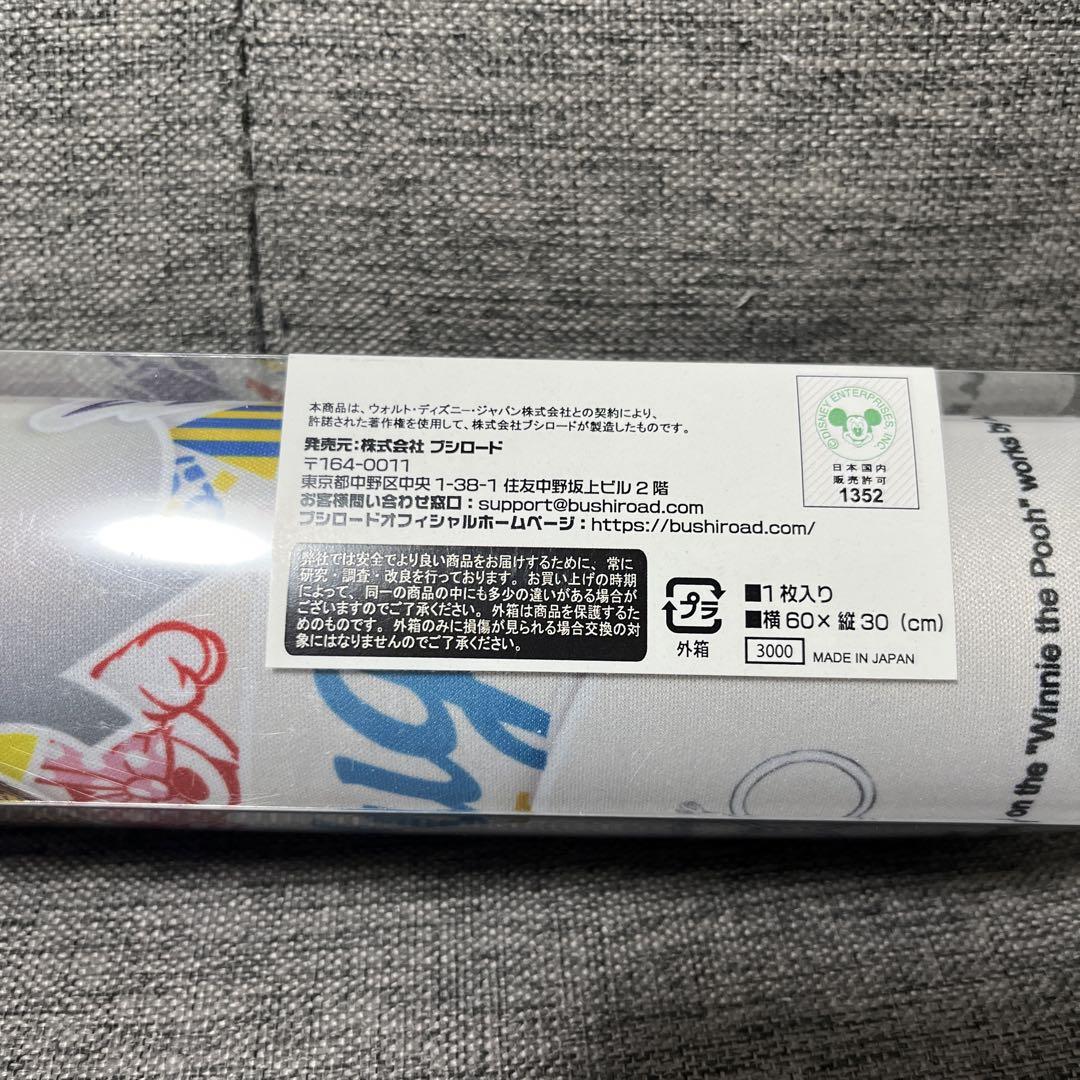 本商品は、ウォルト・ディズニー・ジャパン株式会社との契約により、
許諾された著作権を使用して、株式会社ブシロードが製造したものです。
発売元:株式会社 ブシロード
〒164-0011
東京都中野区中央 1-38-1 住友中野坂上ビル 2 階
お客様問い合わせ窓口:support@bushiroad.com
ブシロードオフィシャルホームページ:https://bushiroad.com/
©DISNEY ENTERPRISES, INC.
日本国内
販売許可
1352
弊社では安全でより良い商品をお届けするために、常に
研究・調査・改良を行っております。お買い上げの時期
によって、同一の商品の中にも多少の違いがある場合が
ございますのでご了承ください。外箱は商品を保護するた
めのものです。外箱のみに損傷が見られる場合交換の対
象にはなりませんのでご了承ください。
プラ
外箱
■1 枚入り
■横 60× 縦 30(cm)
3000 MADE IN JAPAN
on the "Winnie the Pooh" works by